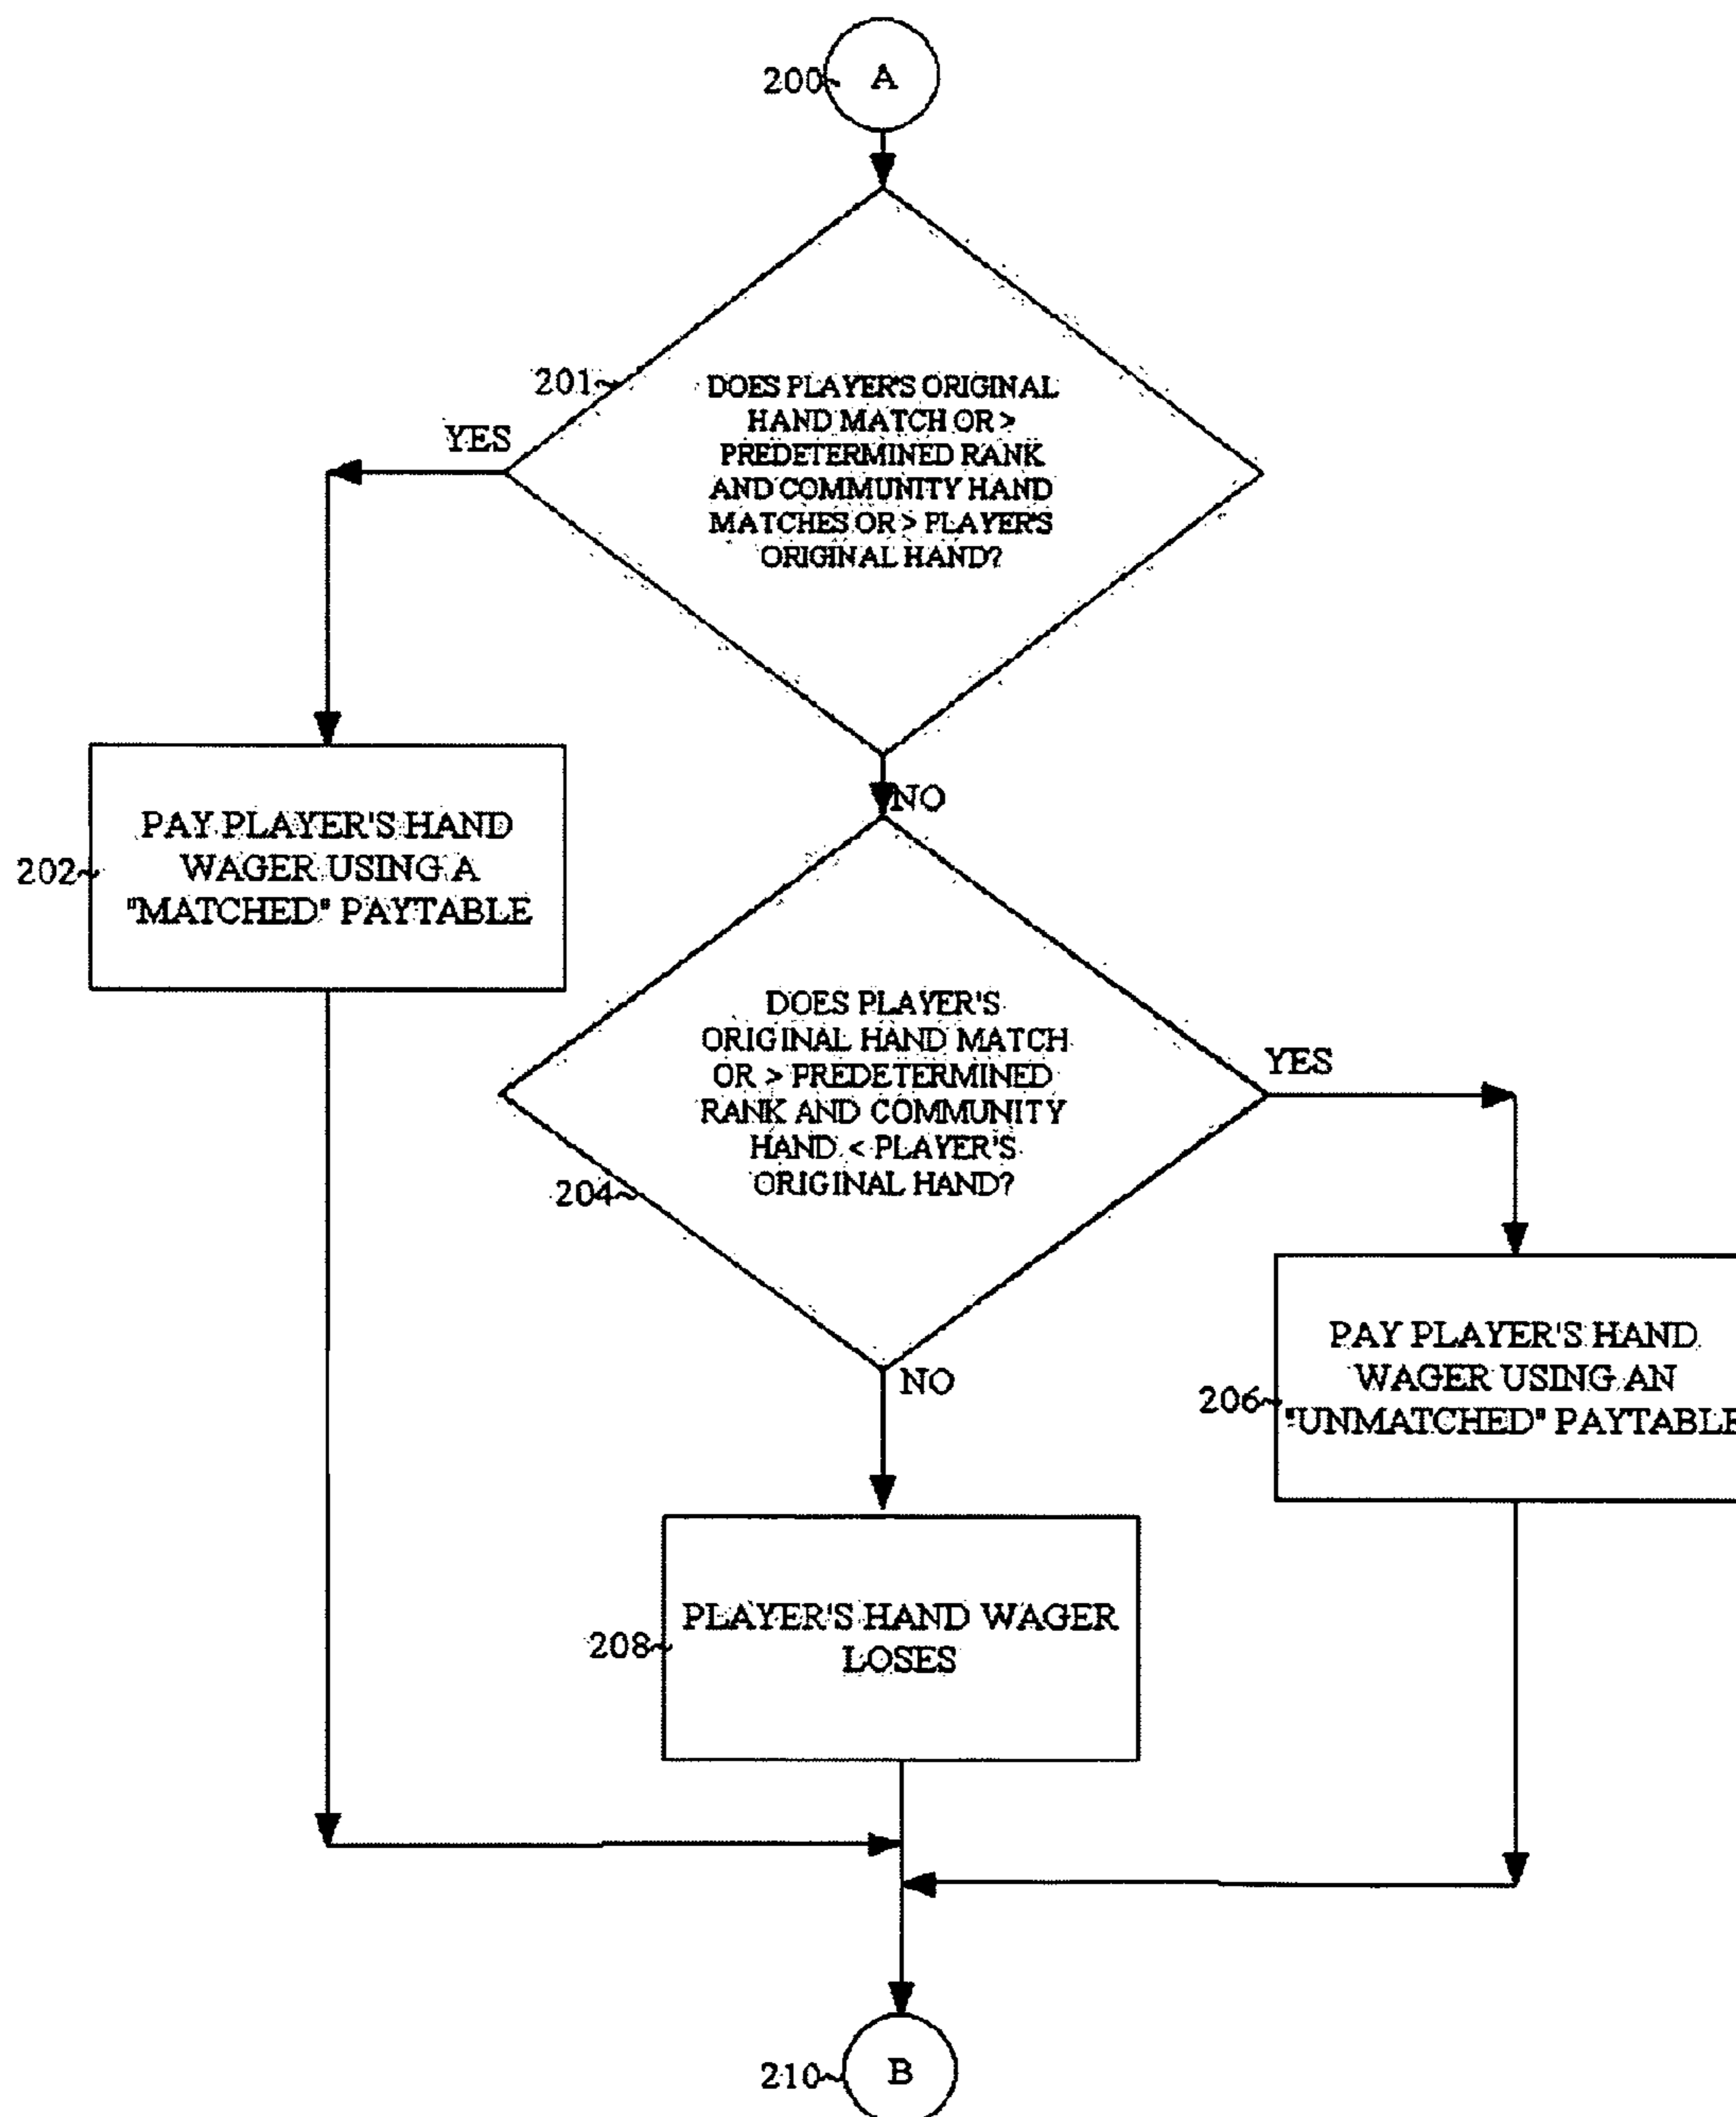 200
A
201
DOES PLAYER'S ORIGINAL
HAND MATCH OR >
PREDETERMINED RANK
AND COMMUNITY HAND
MATCHES OR > PLAYER'S
ORIGINAL HAND?
YES
NO
202
PAY PLAYER'S HAND
WAGER USING A
"MATCHED" PAYTABLE
DOES PLAYER'S
ORIGINAL HAND MATCH
OR > PREDETERMINED
RANK AND COMMUNITY
HAND < PLAYER'S
ORIGINAL HAND?
204
YES
NO
206
PAY PLAYER'S HAND
WAGER USING AN
"UNMATCHED" PAYTABLE
208
PLAYER'S HAND WAGER
LOSES
210
B